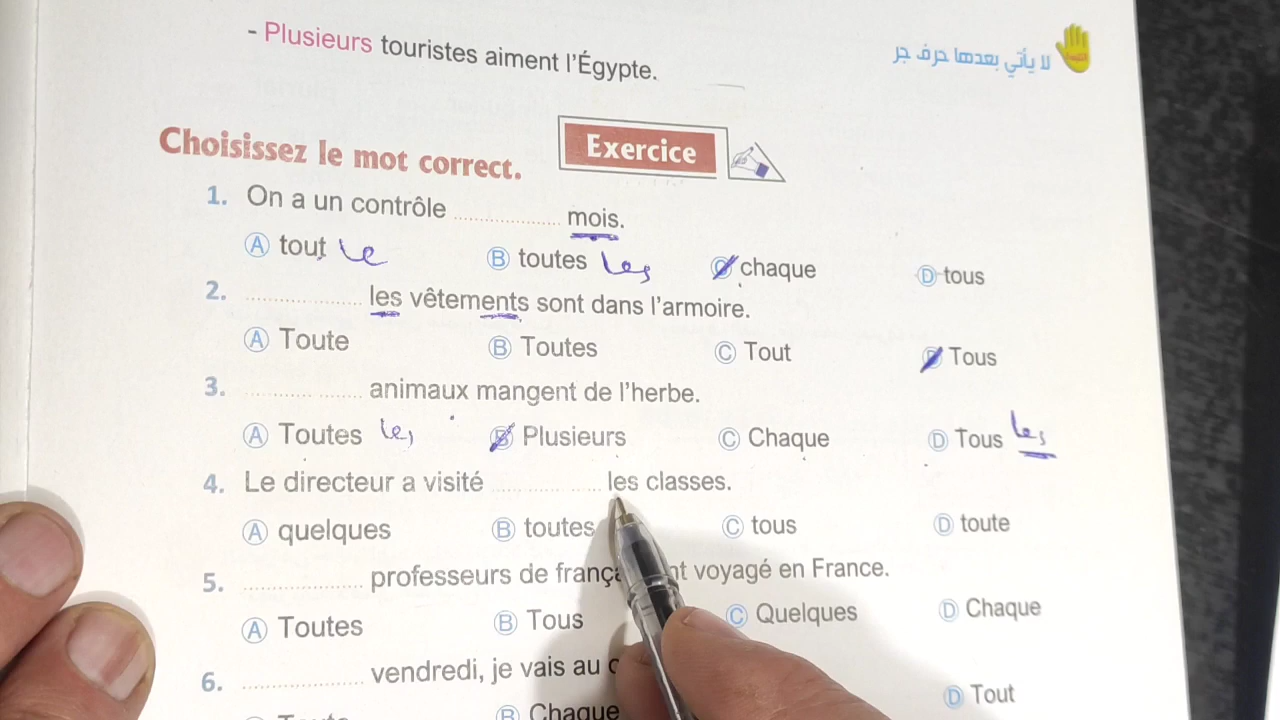 - Plusieurs touristes aiment l'Égypte.
لا يأتي بعدها حرف جر
Choisissez le mot correct.
Exercice
1. On a un contrôle .................... mois.
A tout le B toutes les C chaque D tous
2. .................... les vêtements sont dans l'armoire.
A Toute B Toutes C Tout D Tous
3. .................... animaux mangent de l'herbe.
A Toutes les B Plusieurs C Chaque D Tous les
4. Le directeur a visité .................... les classes.
A quelques B toutes C tous D toute
5. .................... professeurs de frança nt voyagé en France.
A Toutes B Tous C Quelques D Chaque
6. .................... vendredi, je vais au
B Chaque D Tout